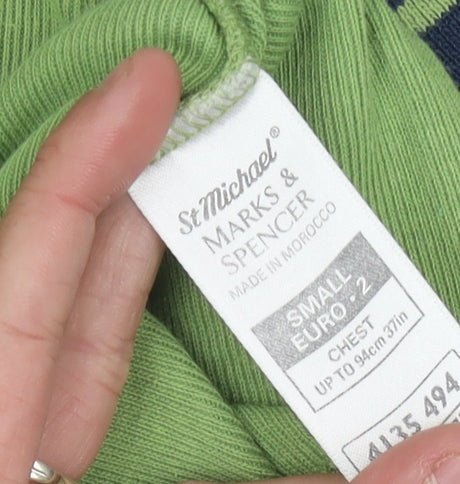 St Michael®
MARKS &
SPENCER
MADE IN MOROCCO
SMALL
EURO · 2
CHEST
UP TO 94cm 37in
4135 494